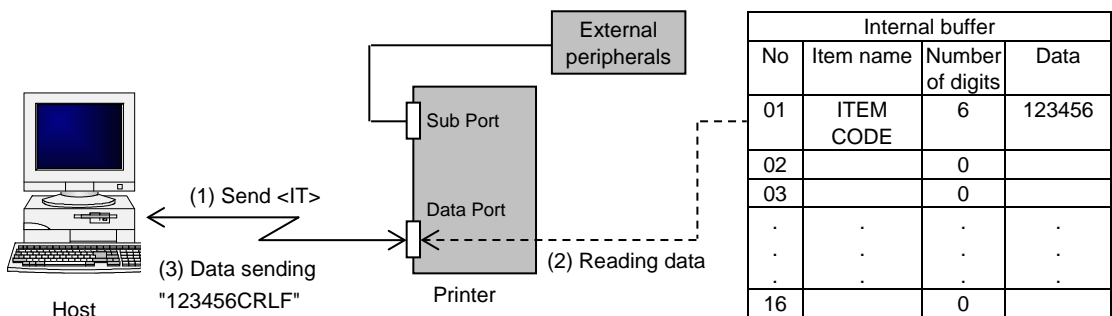 External
peripherals
Sub Port
(1) Send <IT>
Data Port
(2) Reading data
(3) Data sending
"123456CRLF"
Host
Printer
Internal buffer
No Item name Number of digits Data
01 ITEM CODE 6 123456
02 0
03 0
. . . .
. . . .
. . . .
16 0